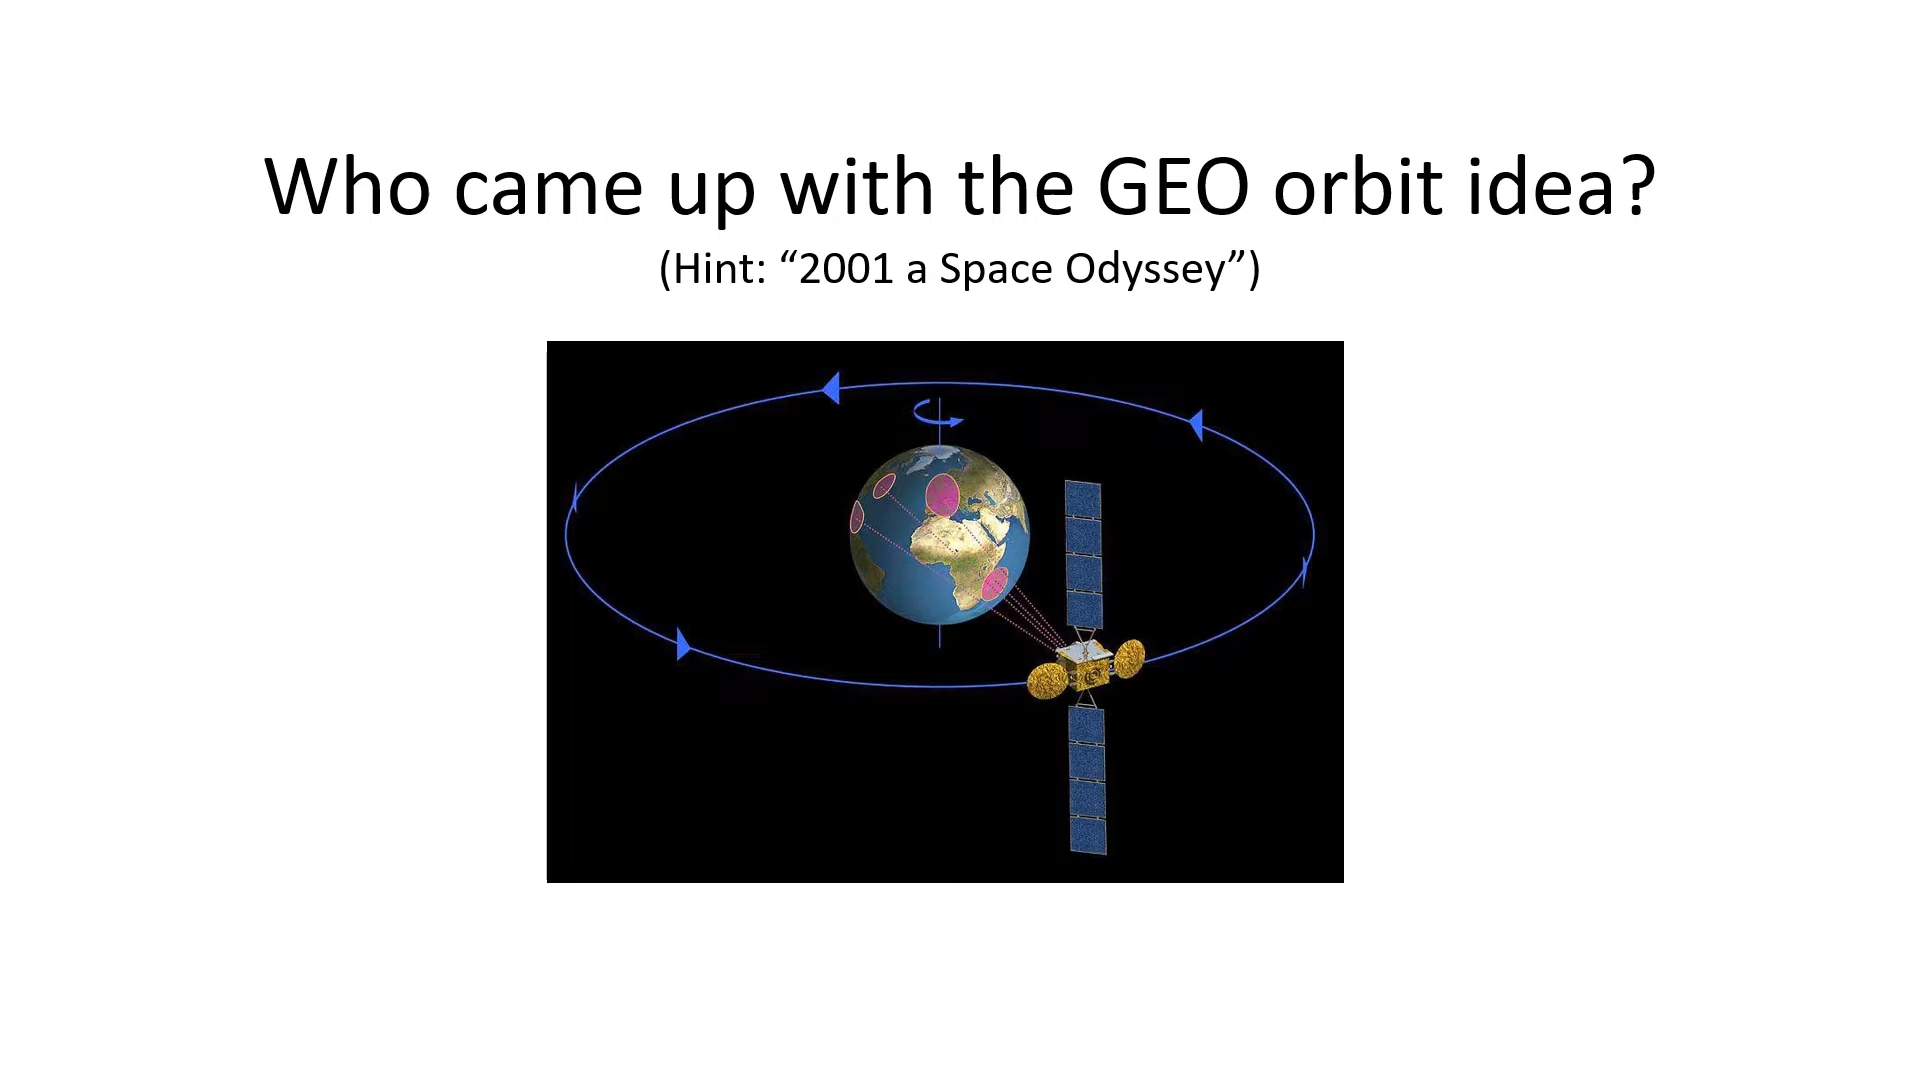 Who came up with the GEO orbit idea?
(Hint: “2001 a Space Odyssey”)